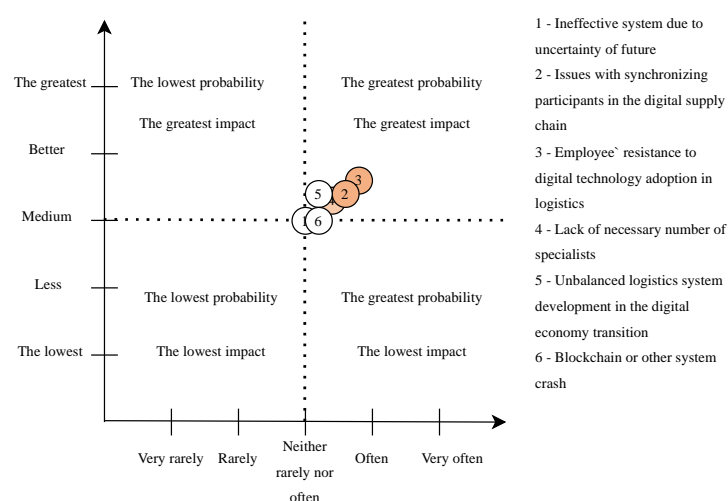 The greatest
Better
Medium
Less
The lowest
The lowest probability
The greatest impact
The greatest probability
The greatest impact
3
5
4
2
1
6
The lowest probability
The lowest impact
The greatest probability
The lowest impact
Very rarely
Rarely
Neither
rarely nor
often
Often
Very often
1 - Ineffective system due to
uncertainty of future
2 - Issues with synchronizing
participants in the digital supply
chain
3 - Employee` resistance to
digital technology adoption in
logistics
4 - Lack of necessary number of
specialists
5 - Unbalanced logistics system
development in the digital
economy transition
6 - Blockchain or other system
crash